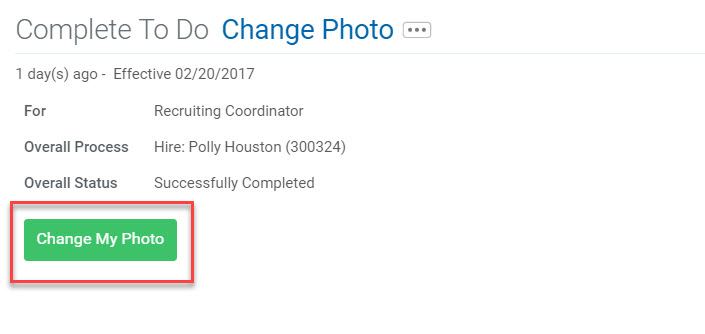 Complete To Do Change Photo
1 day(s) ago - Effective 02/20/2017
For Recruiting Coordinator
Overall Process Hire: Polly Houston (300324)
Overall Status Successfully Completed
Change My Photo